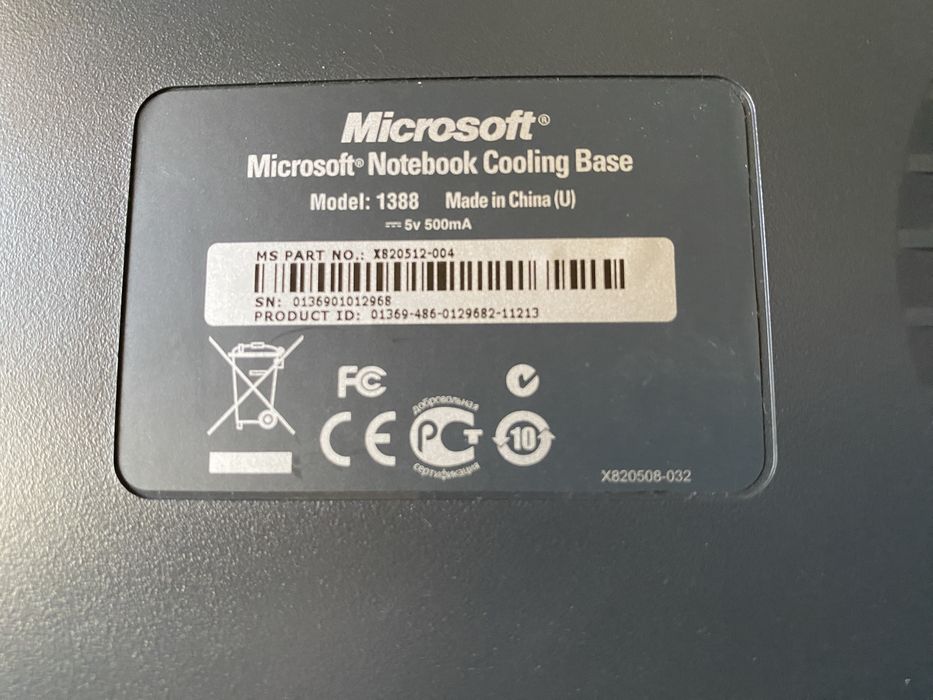 Microsoft®
Microsoft® Notebook Cooling Base
Model: 1388 Made in China (U)
⎓ 5v 500mA
MS PART NO.: X820512-004
SN: 0136901012968
PRODUCT ID: 01369-486-0129682-11213
FC
CE
добровольная
РСТ
сертификация
10
X820508-032